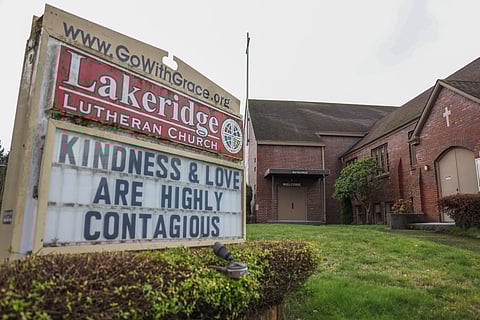 www.GoWithGrace.org
Lakeridge
LUTHERAN CHURCH
KINDNESS & LOVE
ARE HIGHLY
CONTAGIOUS
WELCOME